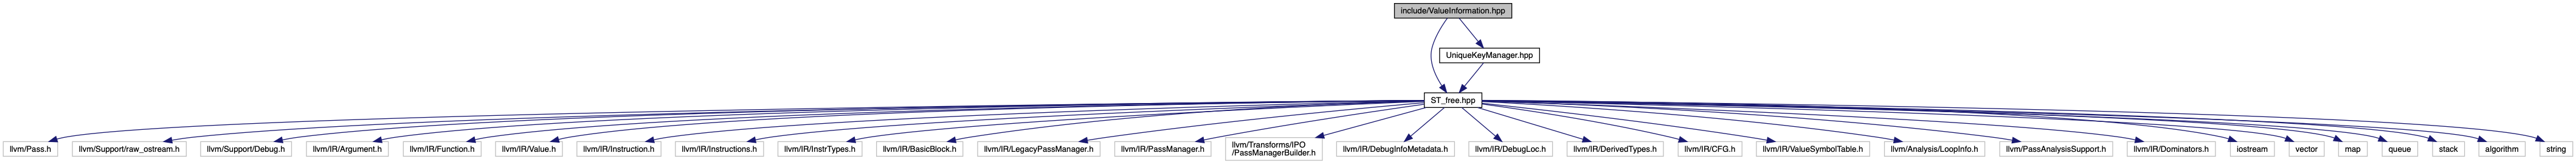 include/ValueInformation.hpp
UniqueKeyManager.hpp
ST_free.hpp
llvm/Pass.h
llvm/Support/raw_ostream.h
llvm/Support/Debug.h
llvm/IR/Argument.h
llvm/IR/Function.h
llvm/IR/Value.h
llvm/IR/Instruction.h
llvm/IR/Instructions.h
llvm/IR/InstrTypes.h
llvm/IR/BasicBlock.h
llvm/IR/LegacyPassManager.h
llvm/IR/PassManager.h
llvm/Transforms/IPO
/PassManagerBuilder.h
llvm/IR/DebugInfoMetadata.h
llvm/IR/DebugLoc.h
llvm/IR/DerivedTypes.h
llvm/IR/CFG.h
llvm/IR/ValueSymbolTable.h
llvm/Analysis/LoopInfo.h
llvm/PassAnalysisSupport.h
llvm/IR/Dominators.h
iostream
vector
map
queue
stack
algorithm
string